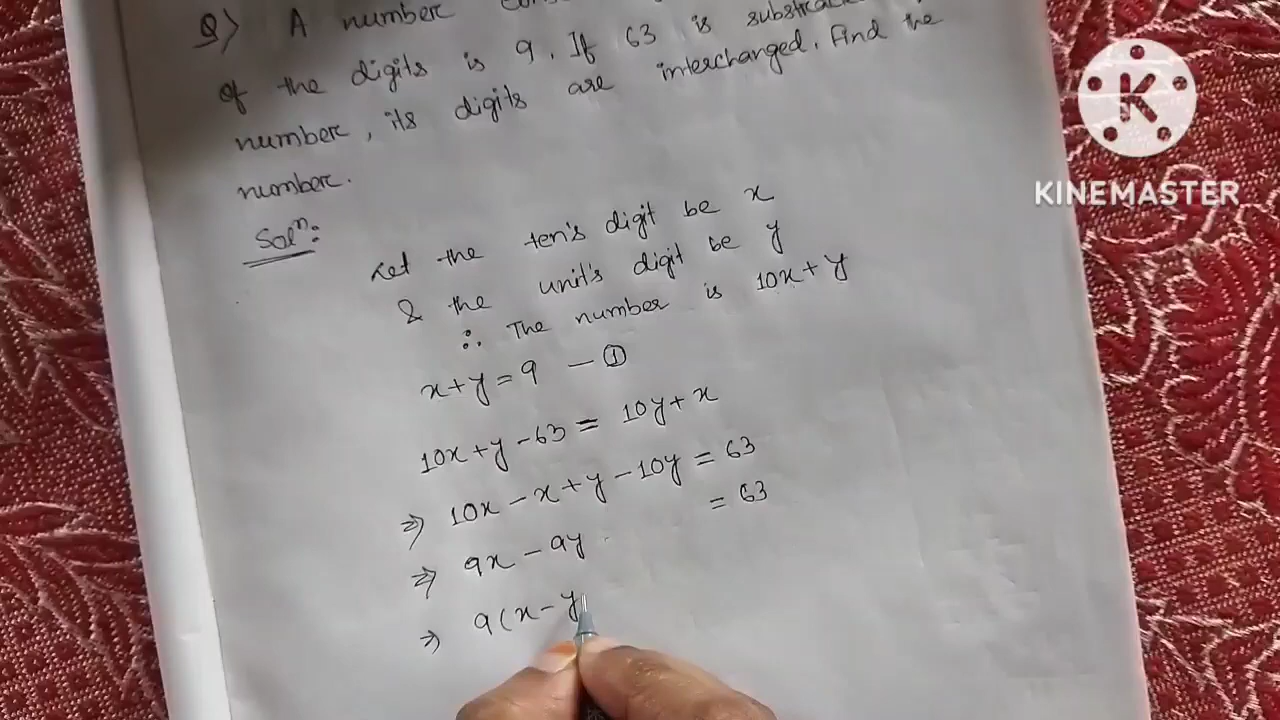 Q) A number
of the digits is 9. If 63 is
number, its digits are interchanged. Find the
number.
Solⁿ:
Let the ten's digit be x
& the unit's digit be y
∴ The number is 10x+y
x+y=9 —①
10x+y-63=10y+x
⇒ 10x-x+y-10y=63
⇒ 9x-9y =63
⇒ 9(x-y
K
KINEMASTER